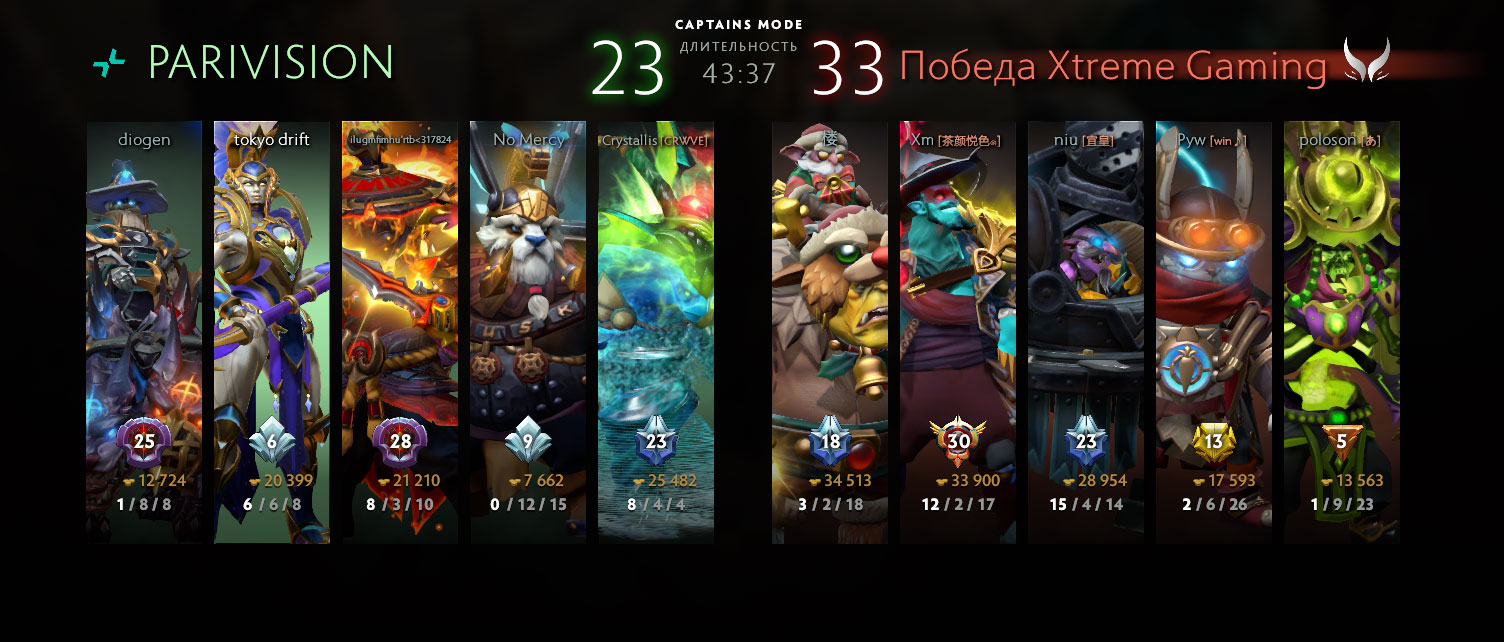 CAPTAINS MODE
PARIVISION
23
ДЛИТЕЛЬНОСТЬ
43:37
33
Победа Xtreme Gaming
diogen
tokyo drift
No Mercy
Crystallis [CRWVE]
偻
Xm [茶颜悦色]
niu [宣皇]
Pyw [win♪]
poloson [あ]
25
6
28
9
23
18
30
23
13
5
12 724
20 399
21 210
7 662
25 482
34 513
33 900
28 954
17 593
13 563
1 / 8 / 8
6 / 6 / 8
8 / 3 / 10
0 / 12 / 15
8 / 4 / 4
3 / 2 / 18
12 / 2 / 17
15 / 4 / 14
2 / 6 / 26
1 / 9 / 23